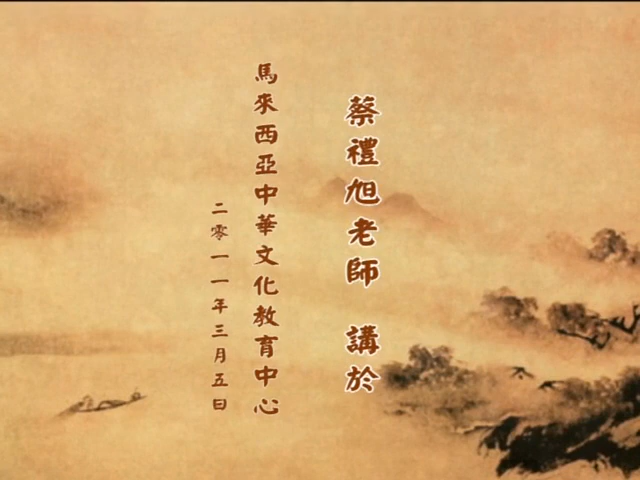 蔡禮旭老師 講於
馬來西亞中華文化教育中心
二零一一年三月五日